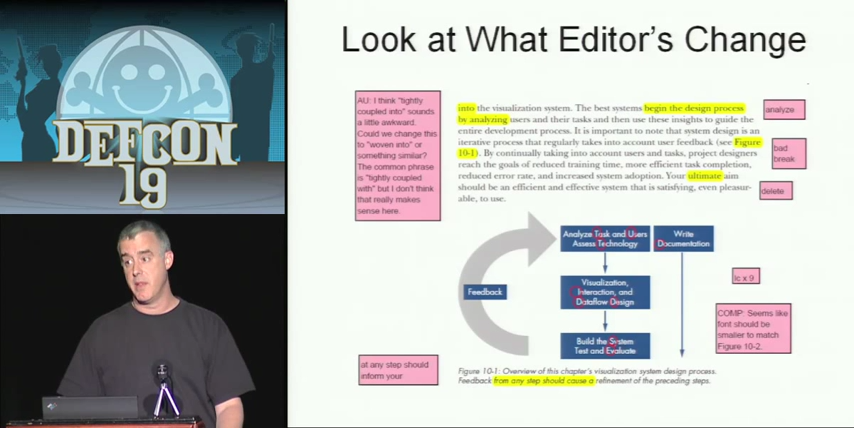 DEFCON
19
Look at What Editor's Change
AU: I think "tightly
coupled into" sounds
a little awkward.
Could we change this
to "woven into" or
something similar?
The common phrase
is "tightly coupled
with" but I don't think
that really makes
sense here.
into the visualization system. The best systems begin the design process
by analyzing users and their tasks and then use these insights to guide the
entire development process. It is important to note that system design is an
iterative process that regularly takes into account user feedback (see Figure
10-1). By continually taking into account users and tasks, project designers
reach the goals of reduced training time, more efficient task completion,
reduced error rate, and increased system adoption. Your ultimate aim
should be an efficient and effective system that is satisfying, even pleasur-
able, to use.
analyze
bad
break
delete
Analyze Task and Users
Assess Technology
Write
Documentation
Feedback
Visualization,
Interaction, and
Dataflow Design
Build the System
Test and Evaluate
lc x 9
COMP: Seems like
font should be
smaller to match
Figure 10-2.
at any step should
inform your
Figure 10-1: Overview of this chapter's visualization system design process.
Feedback from any step should cause a refinement of the preceding steps.